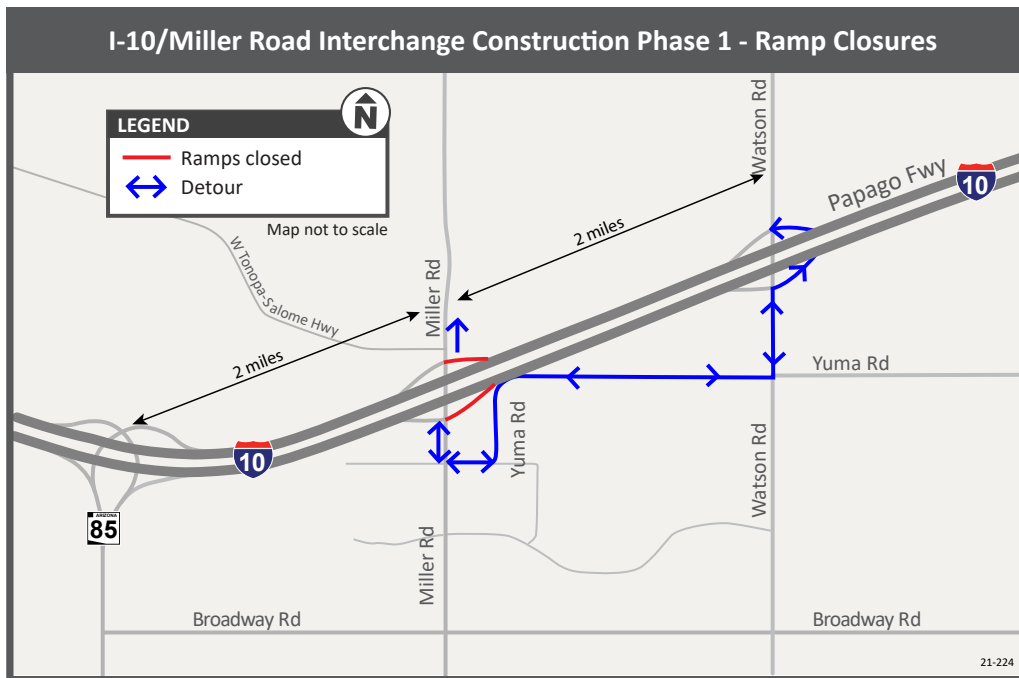 I-10/Miller Road Interchange Construction Phase 1 - Ramp Closures
N
LEGEND
Ramps closed
Detour
Map not to scale
Watson Rd
Papago Fwy
10
2 miles
W Tonopa-Salome Hwy
Miller Rd
2 miles
Yuma Rd
Yuma Rd
10
Watson Rd
ARIZONA
85
Miller Rd
Broadway Rd
Broadway Rd
21-224